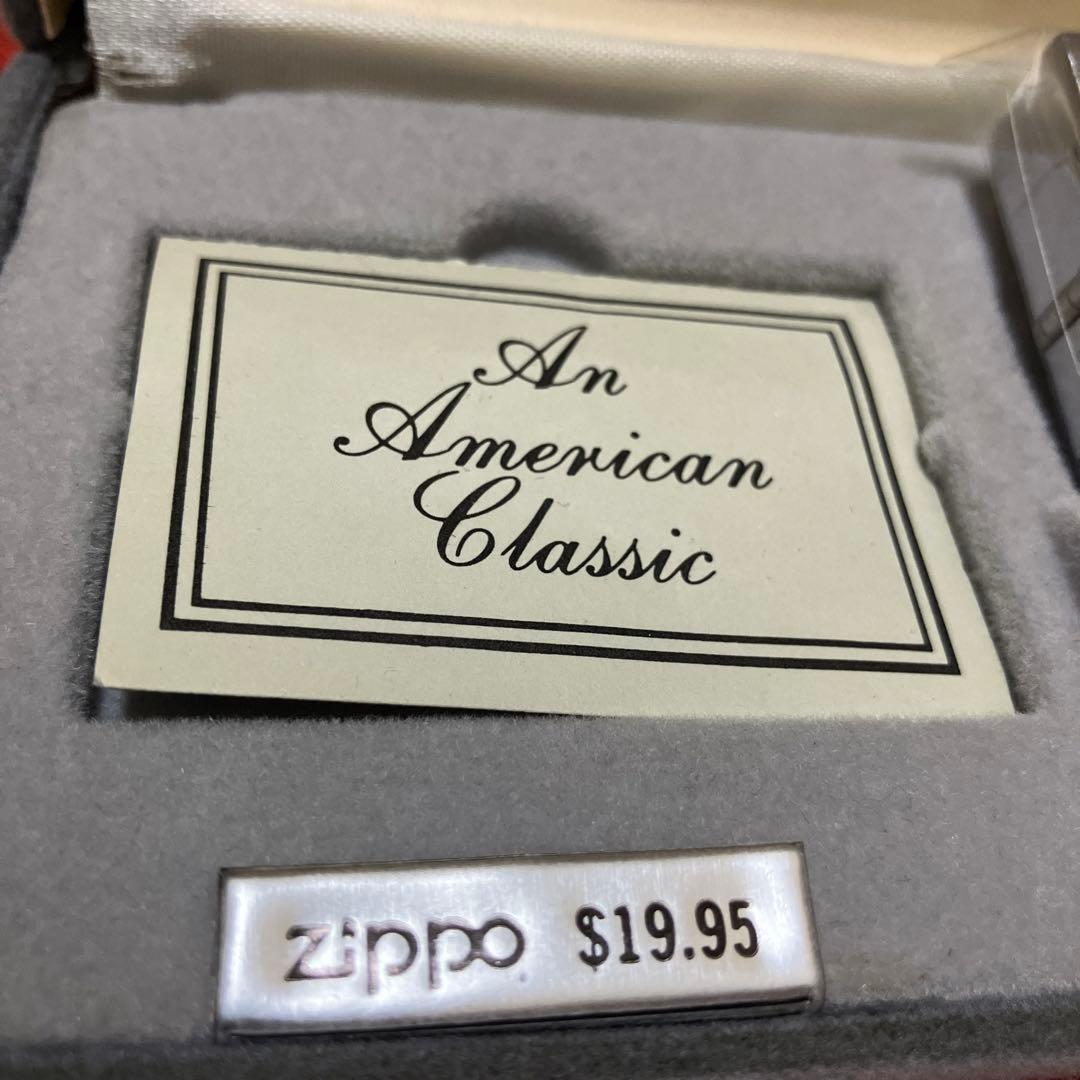 An
American
Classic
zippo $19.95